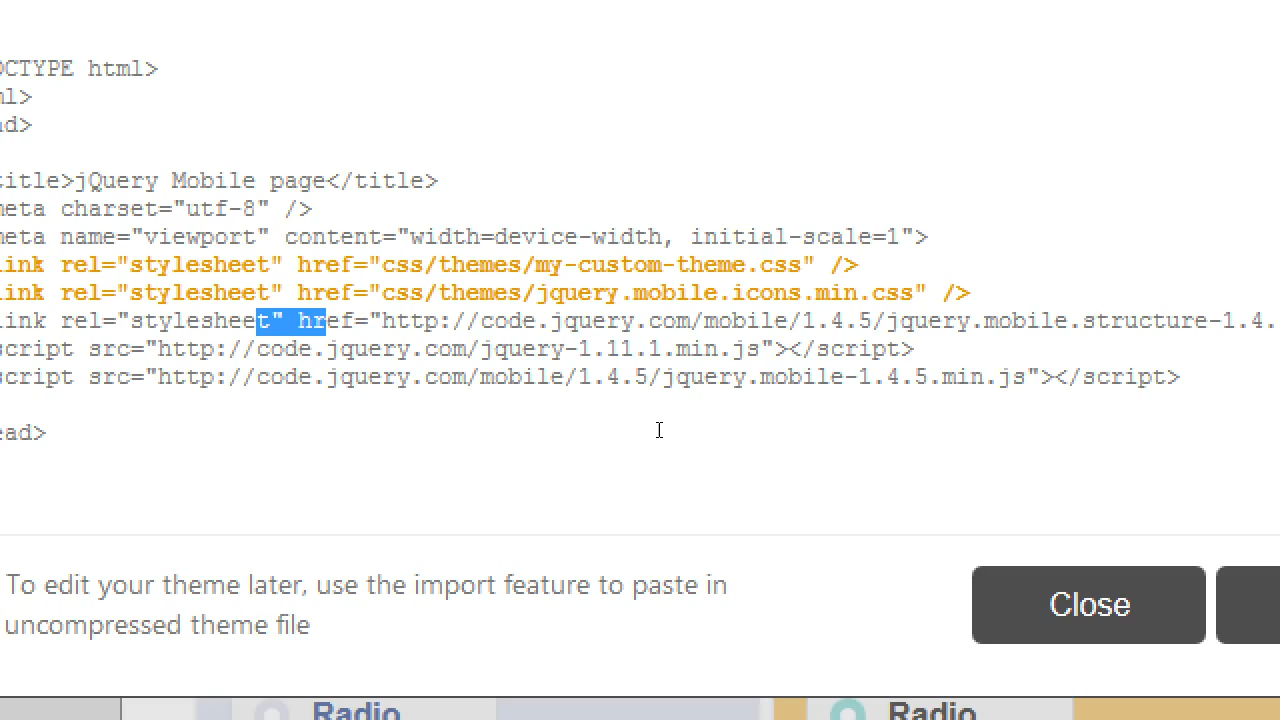 OCTYPE html>
ml>
ad>
title>jQuery Mobile page</title>
meta charset="utf-8" />
meta name="viewport" content="width=device-width, initial-scale=1">
ink rel="stylesheet" href="css/themes/my-custom-theme.css" />
ink rel="stylesheet" href="css/themes/jquery.mobile.icons.min.css" />
ink rel="stylesheet" href="http://code.jquery.com/mobile/1.4.5/jquery.mobile.structure-1.4.
script src="http://code.jquery.com/jquery-1.11.1.min.js"></script>
script src="http://code.jquery.com/mobile/1.4.5/jquery.mobile-1.4.5.min.js"></script>
ead>
To edit your theme later, use the import feature to paste in
uncompressed theme file
Close
Radio Radio